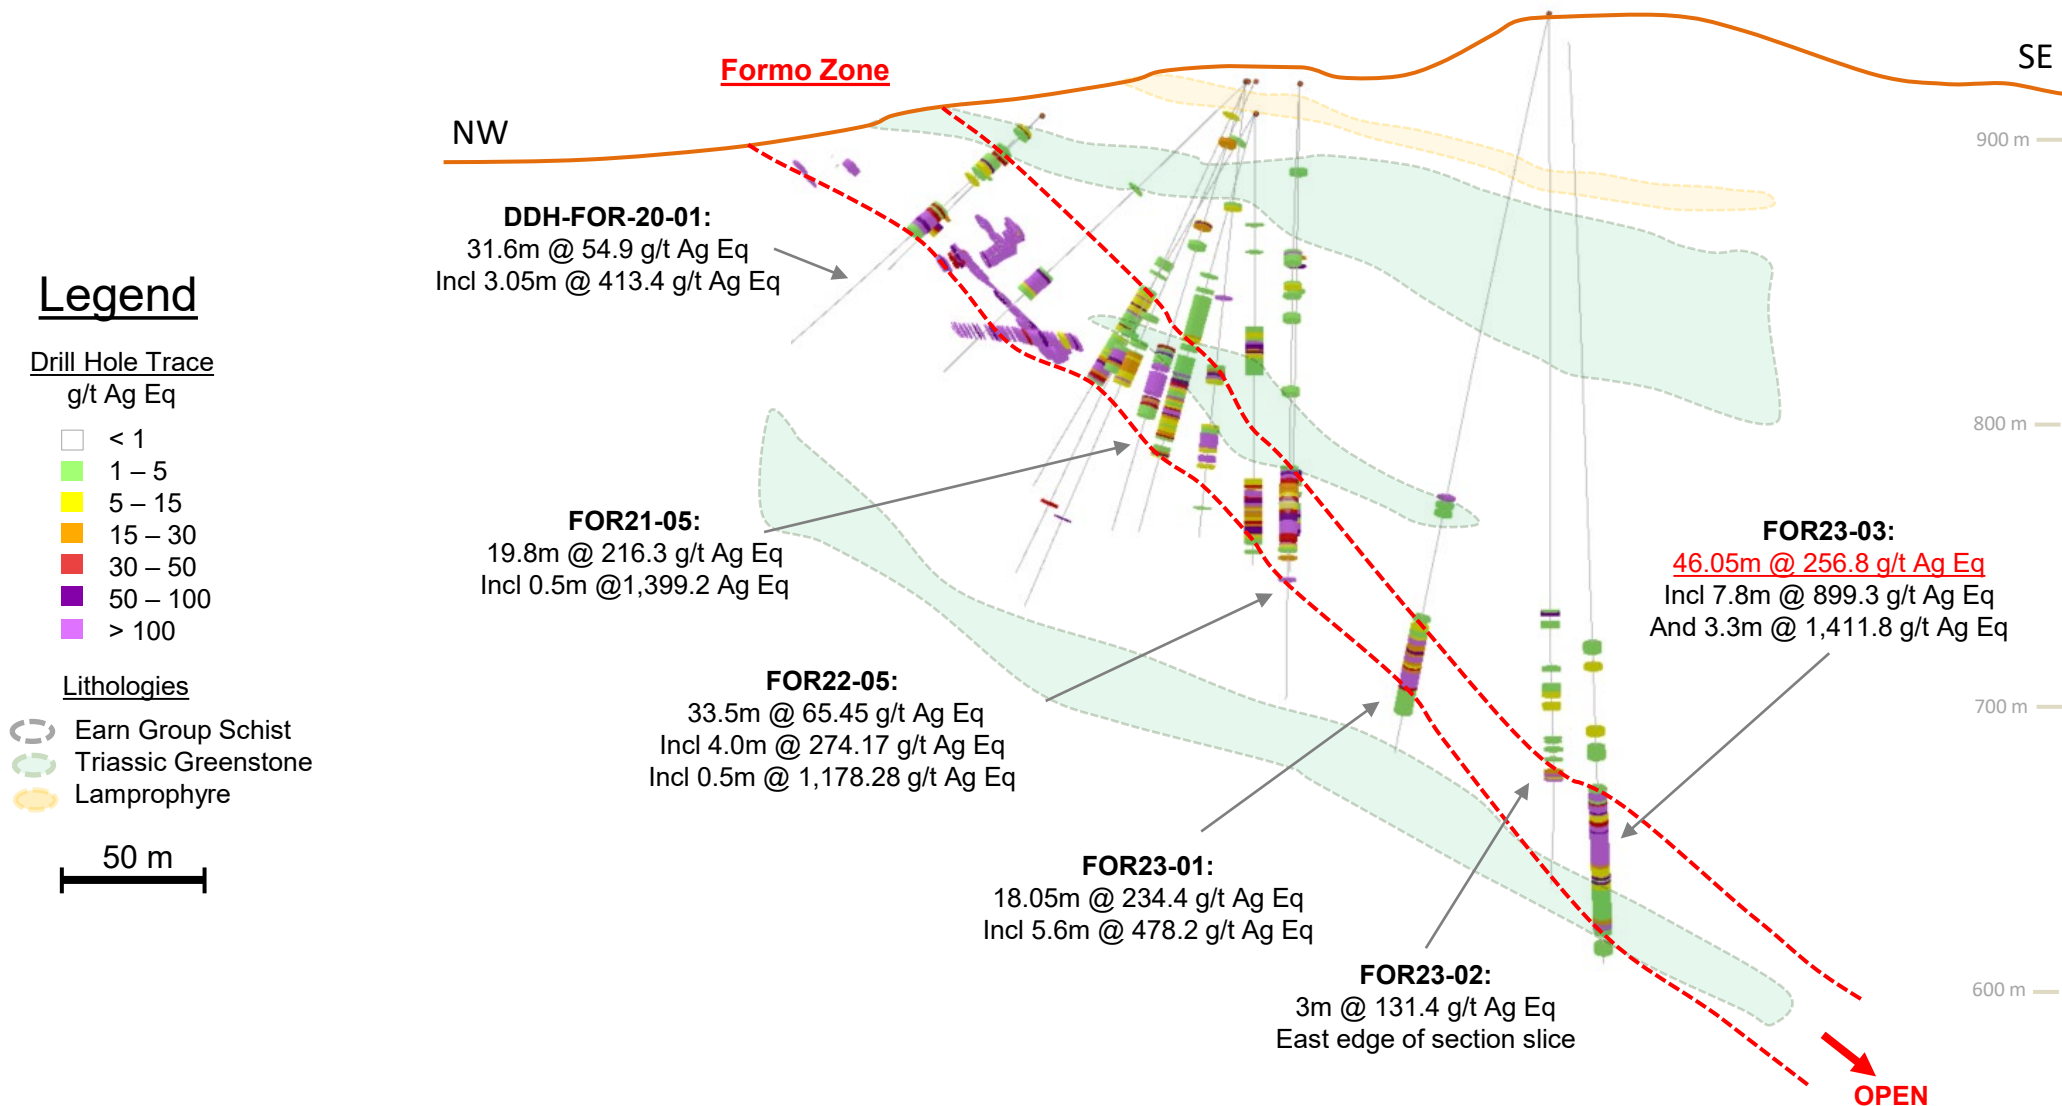 Formo Zone
SE
NW
900 m
DDH-FOR-20-01:
31.6m @ 54.9 g/t Ag Eq
Incl 3.05m @ 413.4 g/t Ag Eq
Legend
Drill Hole Trace
g/t Ag Eq
< 1
1 – 5
5 – 15
15 – 30
30 – 50
50 – 100
> 100
Lithologies
Earn Group Schist
Triassic Greenstone
Lamprophyre
50 m
800 m
FOR21-05:
19.8m @ 216.3 g/t Ag Eq
Incl 0.5m @1,399.2 Ag Eq
FOR23-03:
46.05m @ 256.8 g/t Ag Eq
Incl 7.8m @ 899.3 g/t Ag Eq
And 3.3m @ 1,411.8 g/t Ag Eq
FOR22-05:
33.5m @ 65.45 g/t Ag Eq
Incl 4.0m @ 274.17 g/t Ag Eq
Incl 0.5m @ 1,178.28 g/t Ag Eq
700 m
FOR23-01:
18.05m @ 234.4 g/t Ag Eq
Incl 5.6m @ 478.2 g/t Ag Eq
FOR23-02:
3m @ 131.4 g/t Ag Eq
East edge of section slice
600 m
OPEN